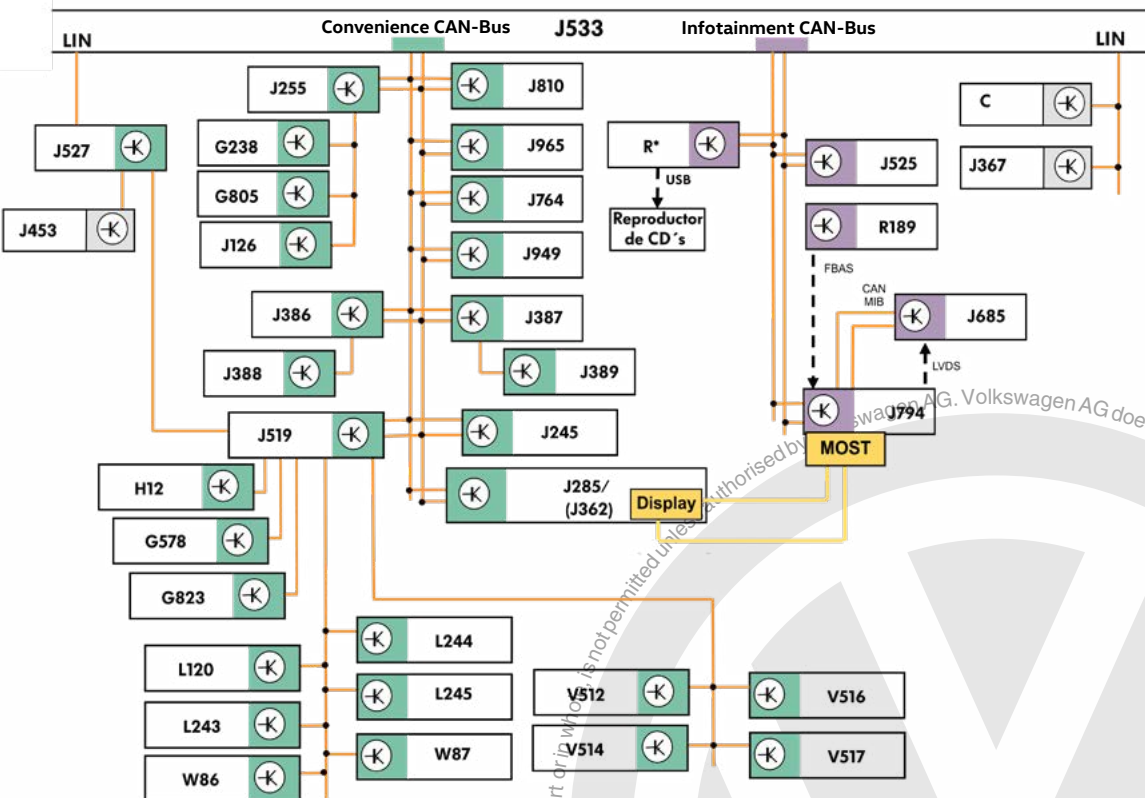 Convenience CAN-Bus
J533
Infotainment CAN-Bus
LIN
LIN
J255
J810
C
J527
G238
J965
R*
J525
J367
USB
G805
J764
J453
J126
Reproductor
de CD´s
R189
J949
FBAS
CAN
MIB
J386
J387
J685
J388
J389
LVDS
J519
J245
J794
MOST
H12
J285/
(J362)
Display
G578
G823
L244
L120
L245
V512
V516
L243
W87
V514
V517
W86
rt or in whole, is not permitted unless authorised by
swagen AG. Volkswagen AG doe